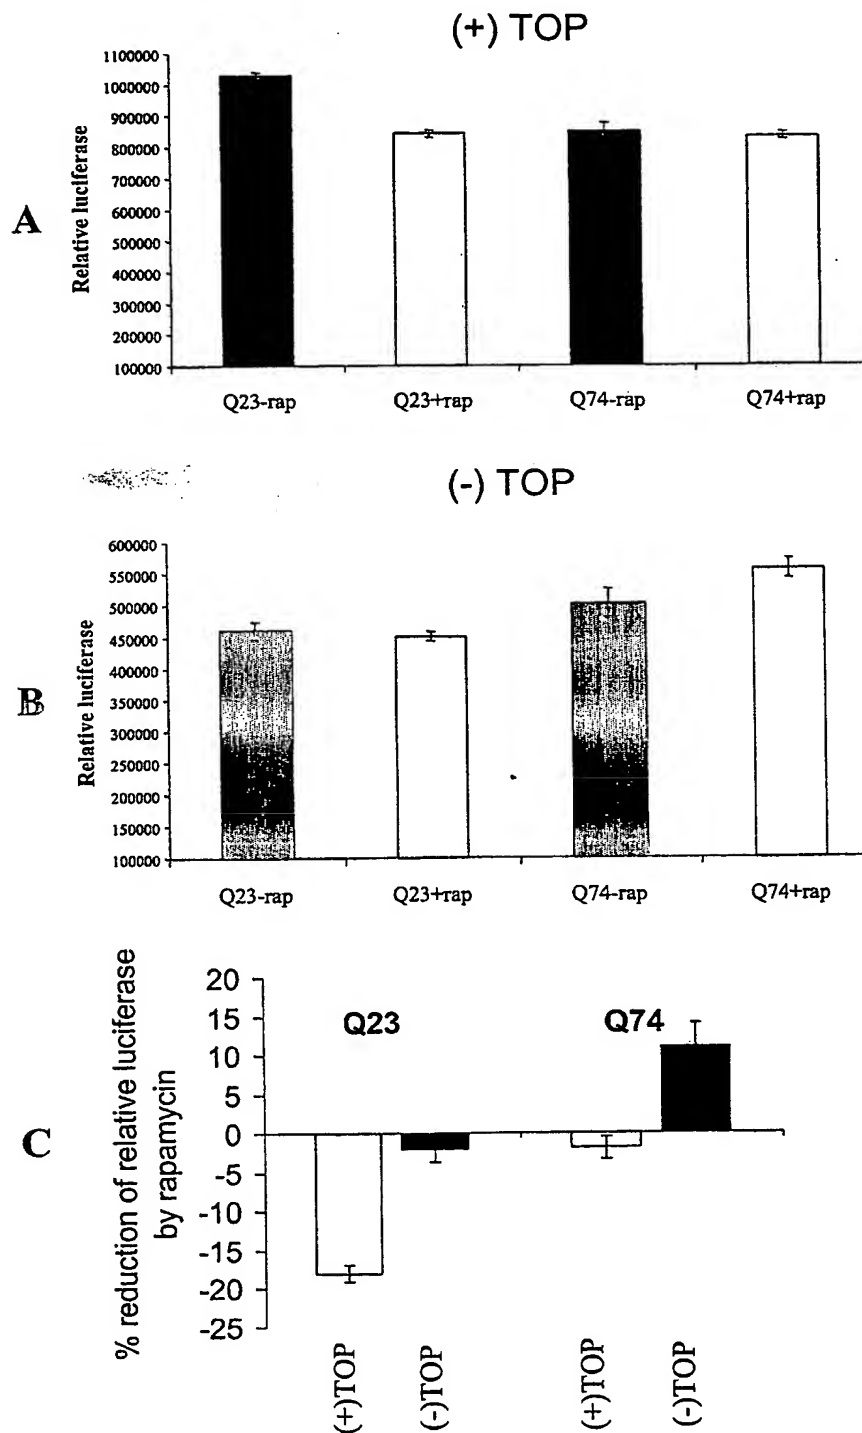 (+) TOP
A
Relative luciferase
1100000
1000000
900000
800000
700000
600000
500000
400000
300000
200000
100000
Q23-rap Q23+rap Q74-rap Q74+rap
(-) TOP
B
Relative luciferase
600000
550000
500000
450000
400000
350000
300000
250000
200000
150000
100000
Q23-rap Q23+rap Q74-rap Q74+rap
C
% reduction of relative luciferase
by rapamycin
20
15
10
5
0
-5
-10
-15
-20
-25
Q23 Q74
(+)TOP (-)TOP (+)TOP (-)TOP